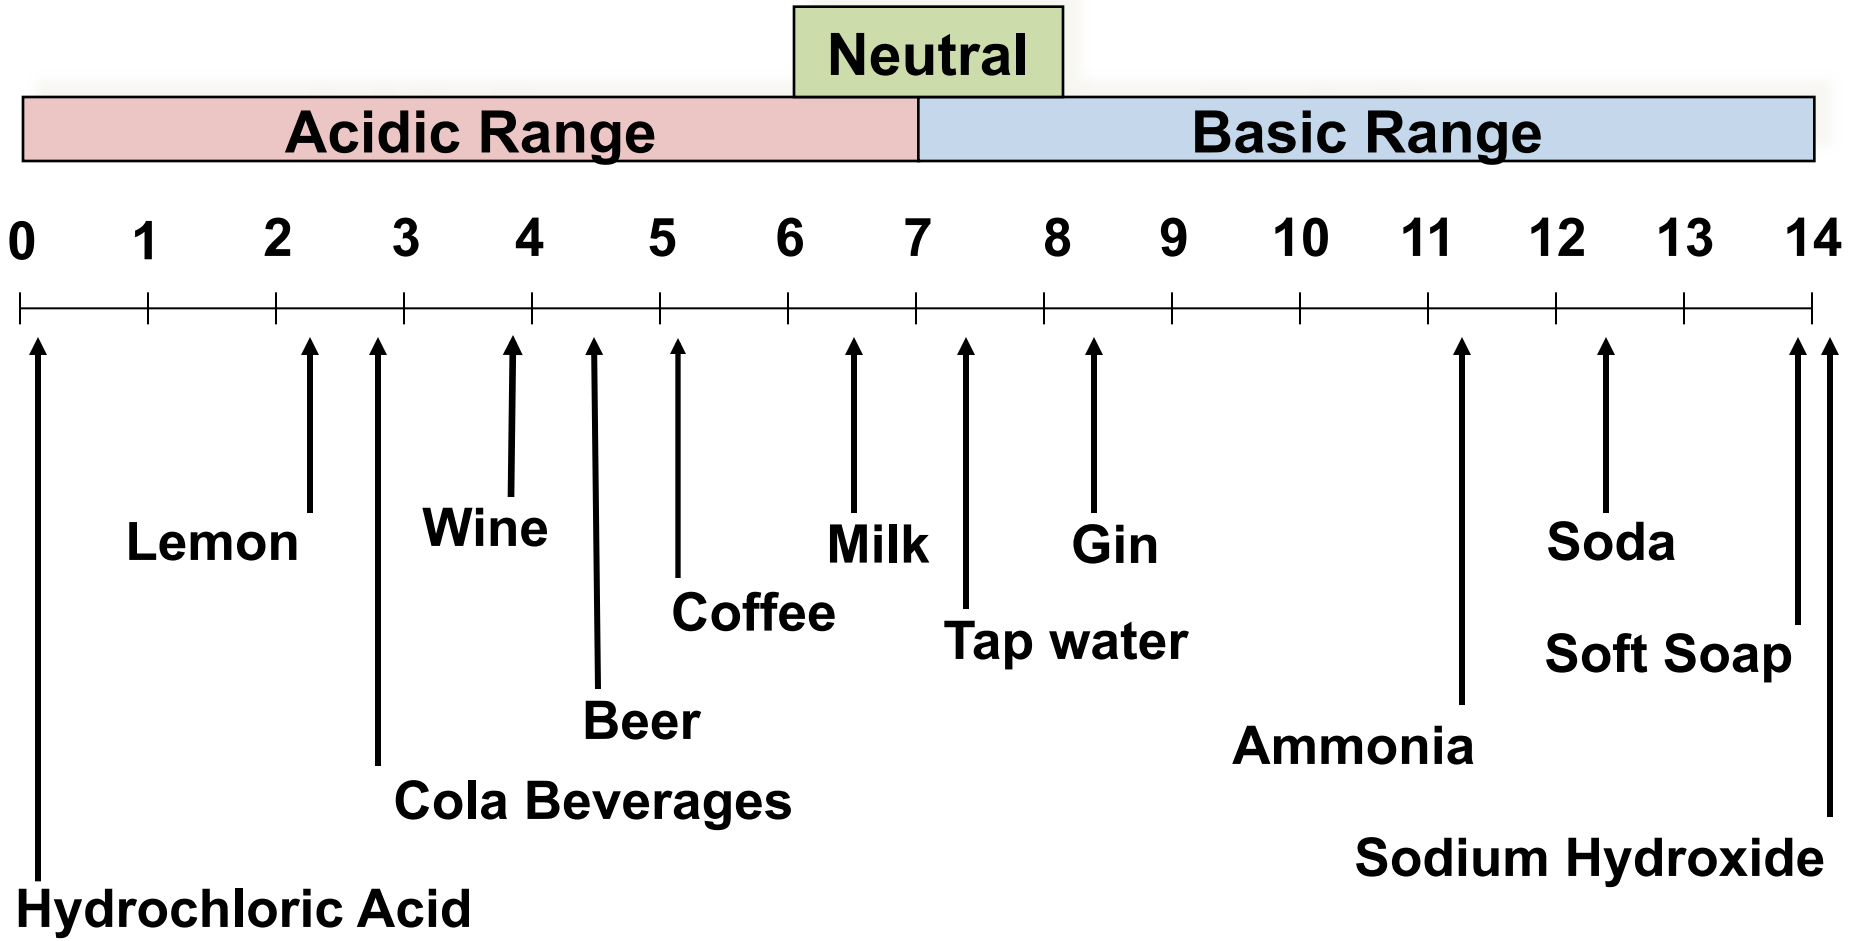 Neutral
Acidic Range Basic Range
0 1 2 3 4 5 6 7 8 9 10 11 12 13 14
Lemon Wine Milk Gin Soda
Coffee Tap water Soft Soap
Beer Ammonia
Cola Beverages
Sodium Hydroxide
Hydrochloric Acid